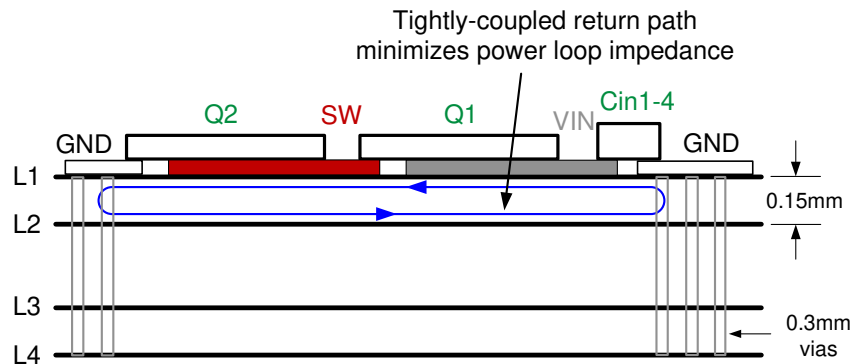 Tightly-coupled return path
minimizes power loop impedance
Q2
SW
Q1
VIN
Cin1-4
GND
GND
L1
0.15mm
L2
L3
0.3mm
vias
L4